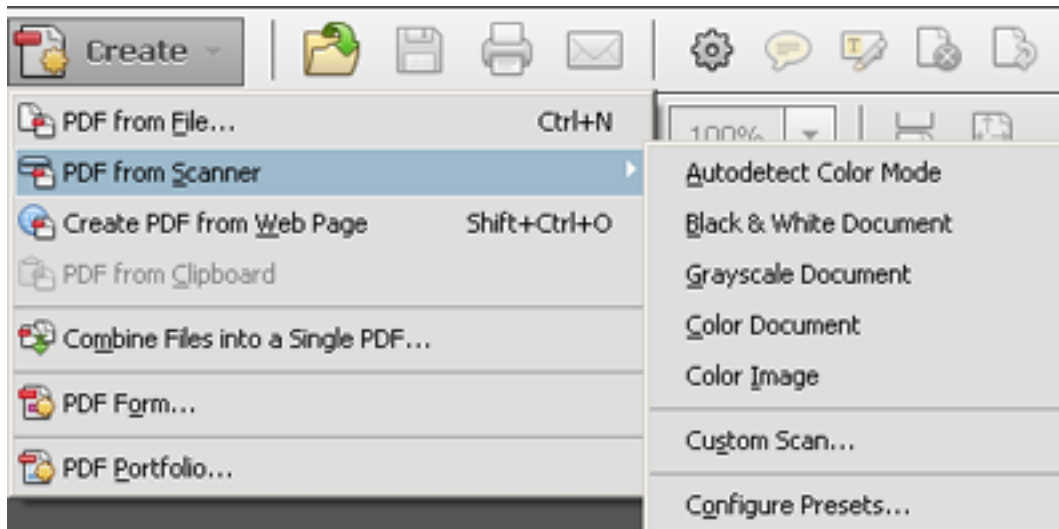 Create
100%
PDF from File... Ctrl+N
PDF from Scanner
Create PDF from Web Page Shift+Ctrl+O
PDF from Clipboard
Combine Files into a Single PDF...
PDF Form...
PDF Portfolio...
Autodetect Color Mode
Black & White Document
Grayscale Document
Color Document
Color Image
Custom Scan...
Configure Presets...